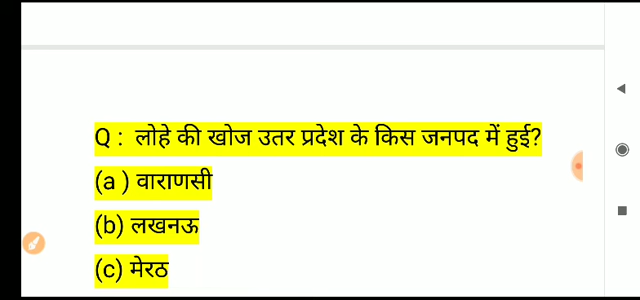 Q : लोहे की खोज उतर प्रदेश के किस जनपद में हुई?
(a ) वाराणसी
(b) लखनऊ
(c) मेरठ